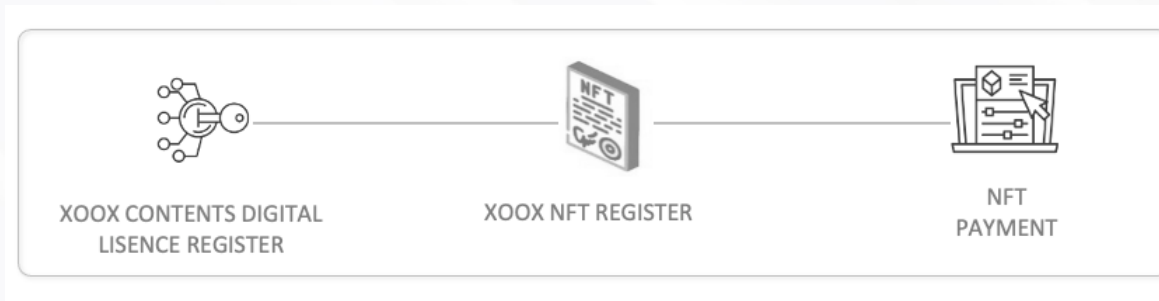 NFT
XOOX CONTENTS DIGITAL
LISENCE REGISTER
XOOX NFT REGISTER
NFT
PAYMENT